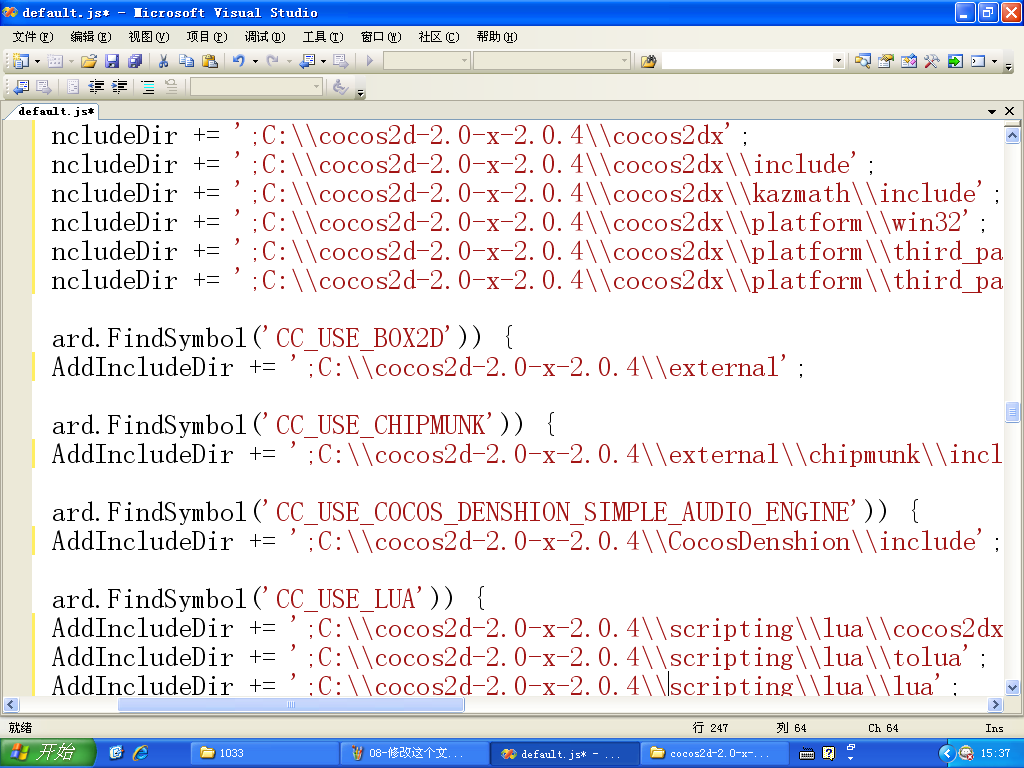 default.js* - Microsoft Visual Studio
文件(F) 编辑(E) 视图(V) 项目(P) 调试(D) 工具(T) 窗口(W) 社区(C) 帮助(H)
default.js*
ncludeDir += ';C:\\cocos2d-2.0-x-2.0.4\\cocos2dx';
ncludeDir += ';C:\\cocos2d-2.0-x-2.0.4\\cocos2dx\\include';
ncludeDir += ';C:\\cocos2d-2.0-x-2.0.4\\cocos2dx\\kazmath\\include';
ncludeDir += ';C:\\cocos2d-2.0-x-2.0.4\\cocos2dx\\platform\\win32';
ncludeDir += ';C:\\cocos2d-2.0-x-2.0.4\\cocos2dx\\platform\\third_pa
ncludeDir += ';C:\\cocos2d-2.0-x-2.0.4\\cocos2dx\\platform\\third_pa
ard.FindSymbol('CC_USE_BOX2D')) {
AddIncludeDir += ';C:\\cocos2d-2.0-x-2.0.4\\external';
ard.FindSymbol('CC_USE_CHIPMUNK')) {
AddIncludeDir += ';C:\\cocos2d-2.0-x-2.0.4\\external\\chipmunk\\incl
ard.FindSymbol('CC_USE_COCOS_DENSHION_SIMPLE_AUDIO_ENGINE')) {
AddIncludeDir += ';C:\\cocos2d-2.0-x-2.0.4\\CocosDenshion\\include';
ard.FindSymbol('CC_USE_LUA')) {
AddIncludeDir += ';C:\\cocos2d-2.0-x-2.0.4\\scripting\\lua\\cocos2dx
AddIncludeDir += ';C:\\cocos2d-2.0-x-2.0.4\\scripting\\lua\\tolua';
AddIncludeDir += ';C:\\cocos2d-2.0-x-2.0.4\\scripting\\lua\\lua';
就绪 行 247 列 64 Ch 64 Ins
开始 1033 08-修改这个文... default.js* - ... cocos2d-2.0-x-... 15:37